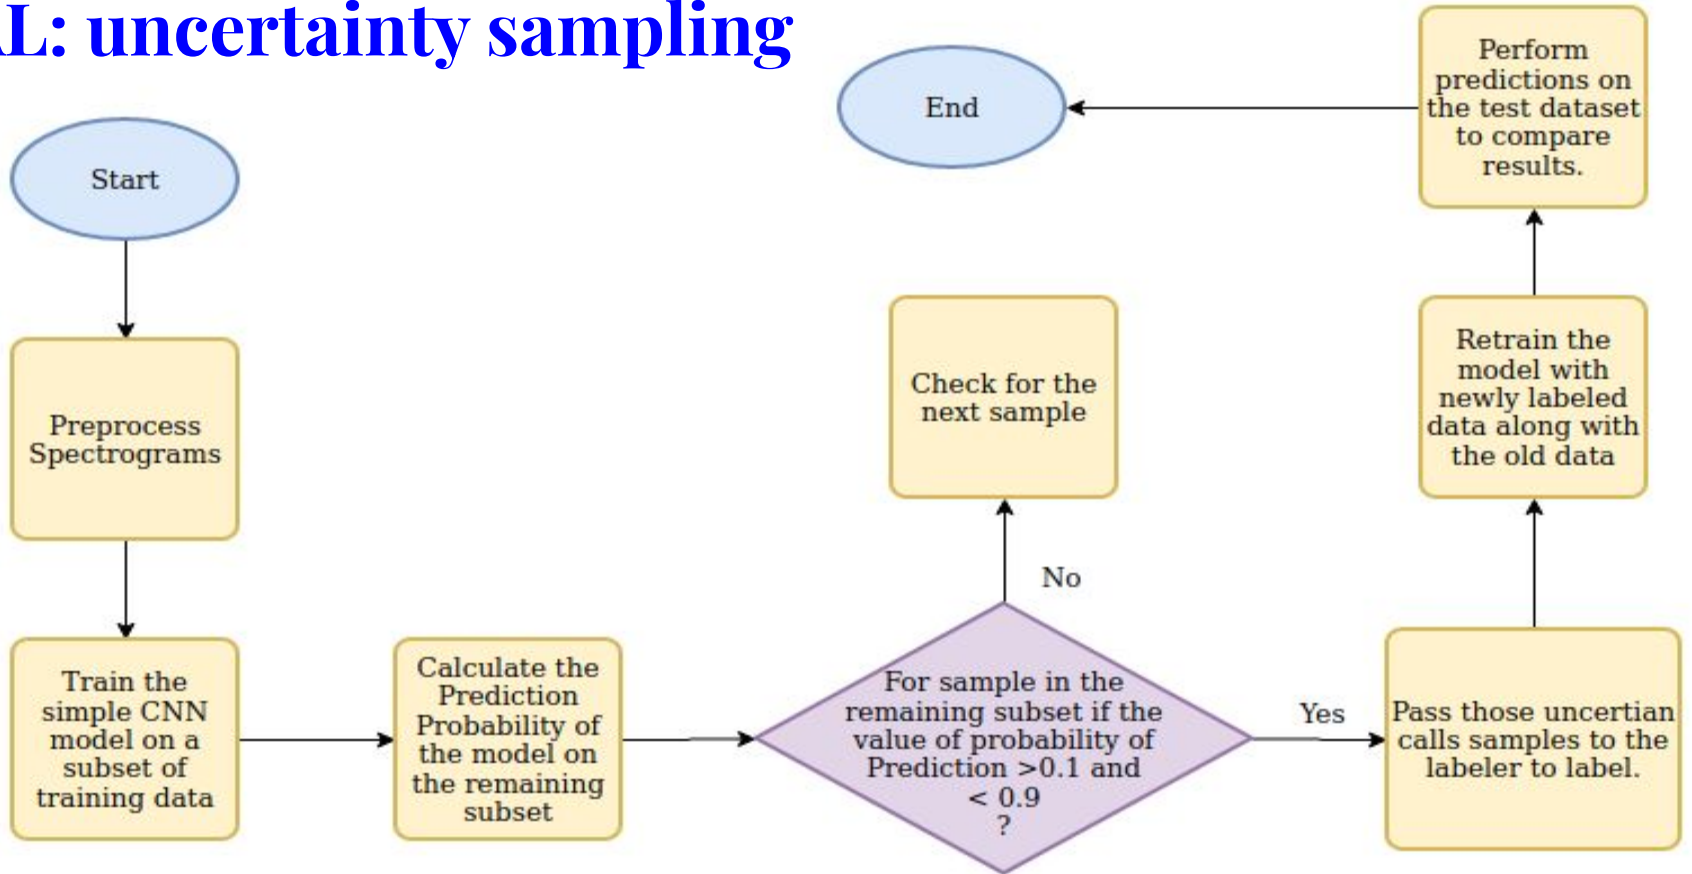 AL: uncertainty sampling
Start
Preprocess
Spectrograms
Train the
simple CNN
model on a
subset of
training data
Calculate the
Prediction
Probability of
the model on
the remaining
subset
For sample in the
remaining subset if the
value of probability of
Prediction >0.1 and
< 0.9
?
No
Check for the
next sample
Yes
Pass those uncertian
calls samples to the
labeler to label.
Retrain the
model with
newly labeled
data along with
the old data
Perform
predictions on
the test dataset
to compare
results.
End